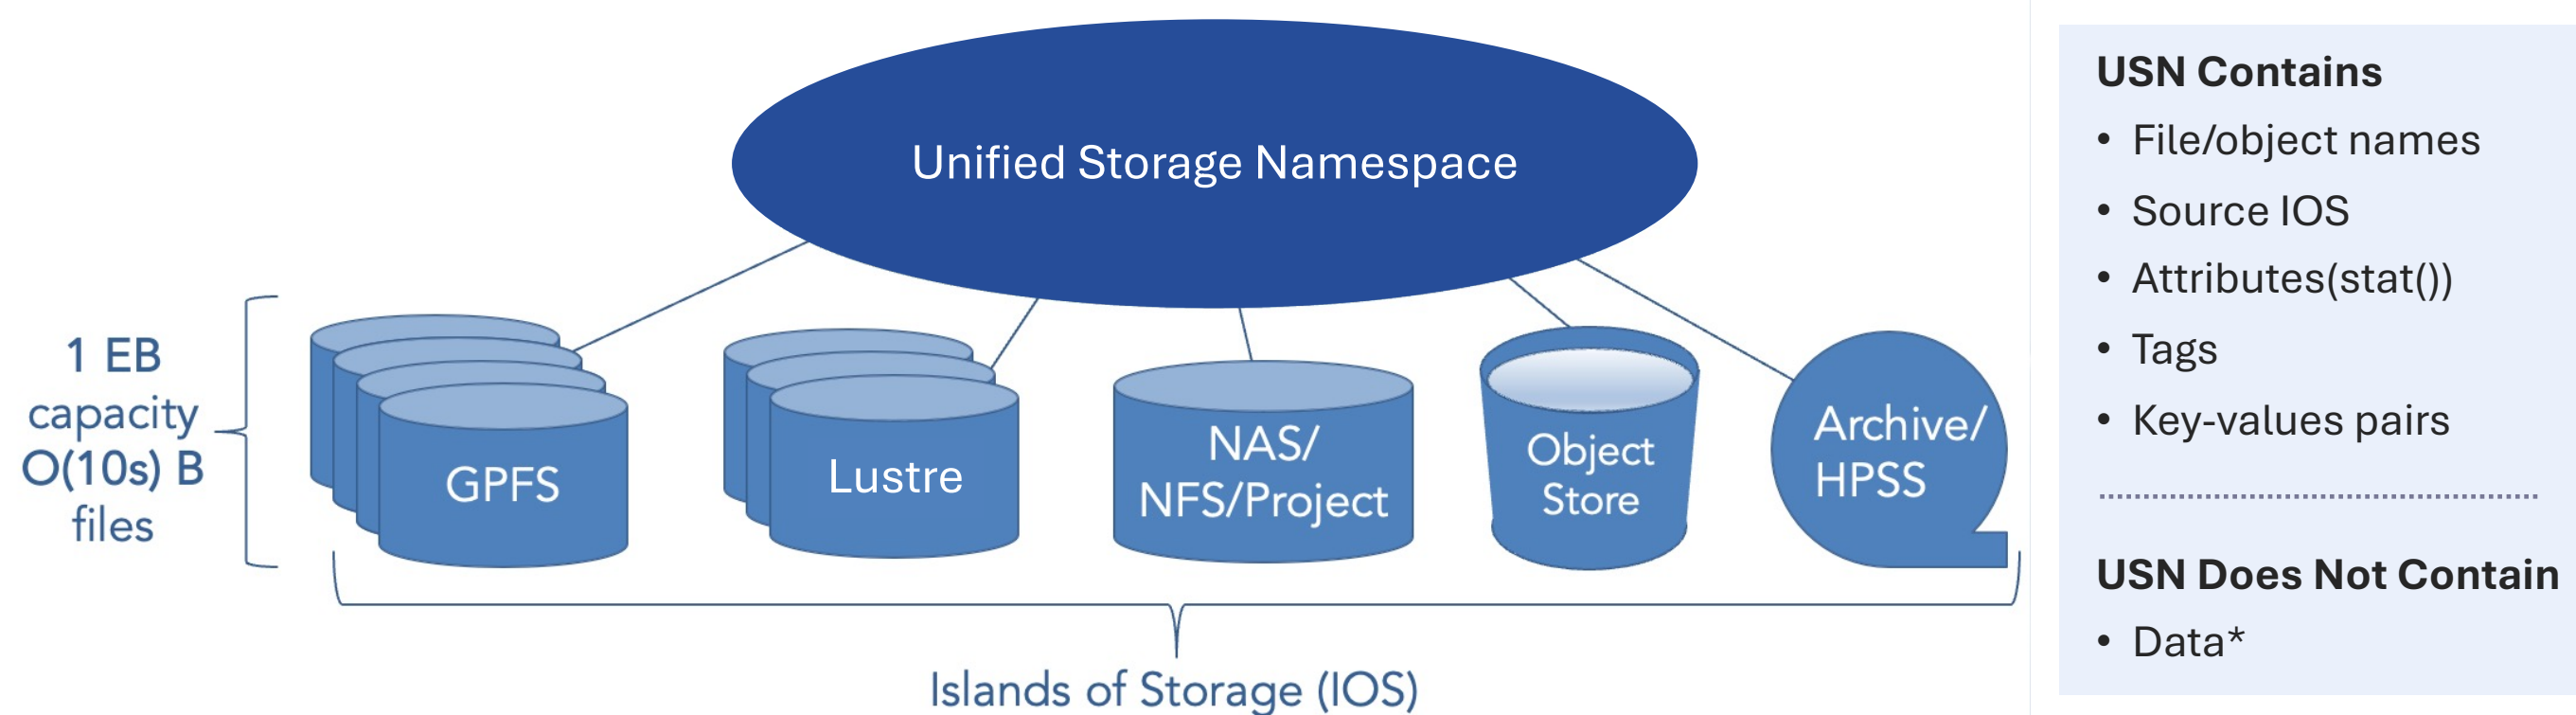 Unified Storage Namespace
1 EB
capacity
O(10s) B
files
GPFS
Lustre
NAS/
NFS/Project
Object
Store
Archive/
HPSS
Islands of Storage (IOS)
USN Contains
• File/object names
• Source IOS
• Attributes(stat())
• Tags
• Key-values pairs
USN Does Not Contain
• Data*